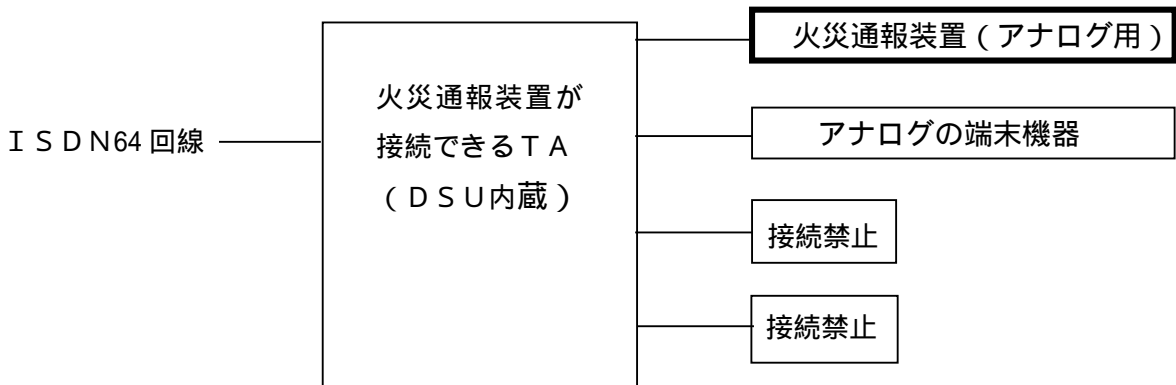 ＩＳＤＮ64 回線
火災通報装置が
接続できるＴＡ
（ＤＳＵ内蔵）
火災通報装置（アナログ用）
アナログの端末機器
接続禁止
接続禁止